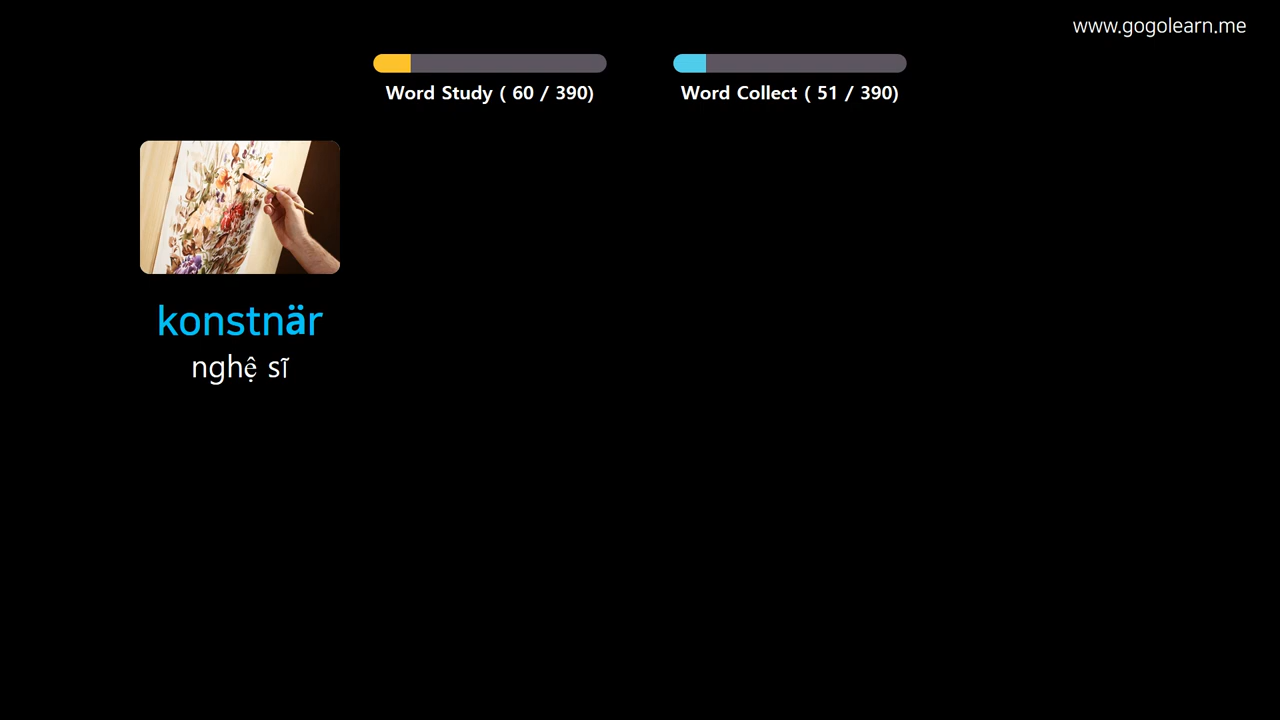 www.gogolearn.me
Word Study ( 60 / 390)
Word Collect ( 51 / 390)
konstnär
nghệ sĩ